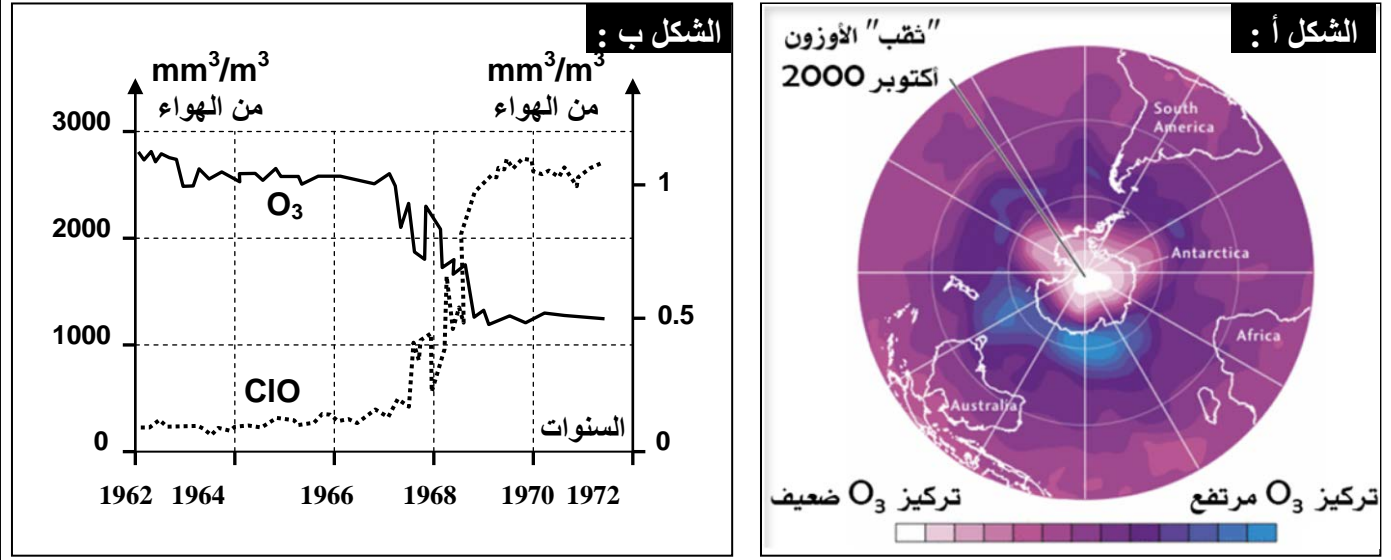 الشكل أ :
"ثقب" الأوزون
أكتوبر 2000
South
America
Antarctica
Africa
Australia
تركيز O₃ مرتفع
تركيز O₃ ضعيف
الشكل ب :
mm³/m³
من الهواء
mm³/m³
من الهواء
3000
2000
1000
0
1
0.5
0
O₃
ClO
السنوات
1962 1964 1966 1968 1970 1972